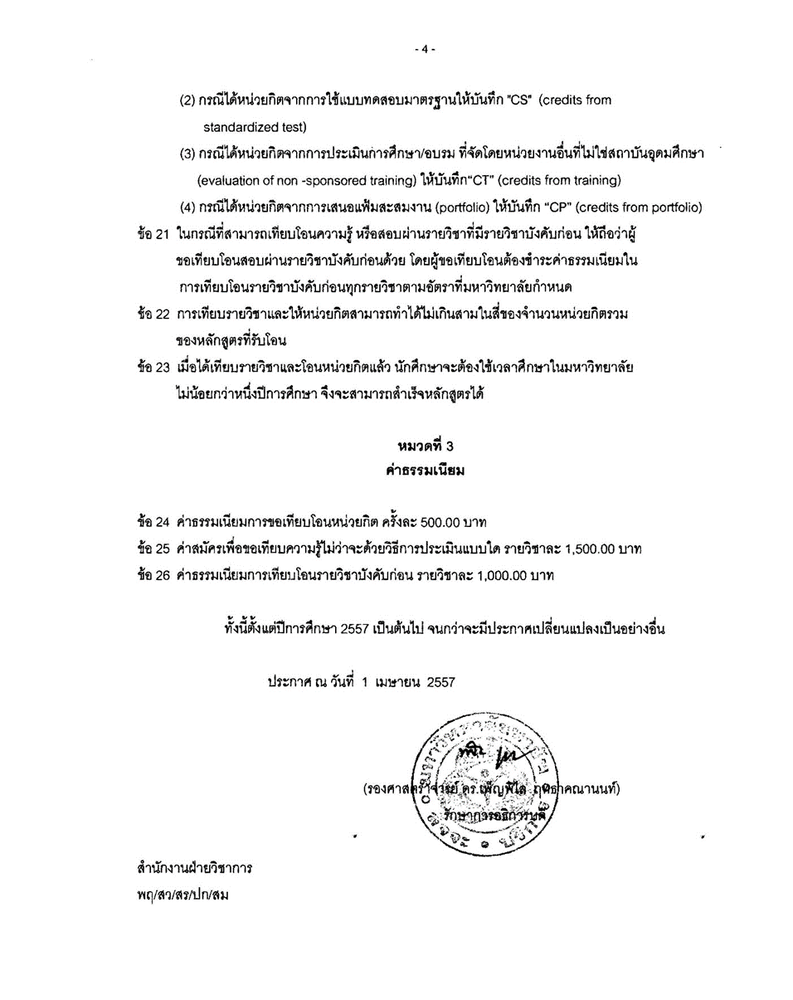 - 4 -
(2) กรณีได้หน่วยกิตจากการใช้แบบทดสอบมาตรฐานให้บันทึก "CS" (credits from
standardized test)
(3) กรณีได้หน่วยกิตจากการประเมินการศึกษา/อบรม ที่จัดโดยหน่วยงานอื่นที่ไม่ใช่สถาบันอุดมศึกษา
(evaluation of non -sponsored training) ให้บันทึก“CT” (credits from training)
(4) กรณีได้หน่วยกิตจากการเสนอแฟ้มสะสมงาน (portfolio) ให้บันทึก “CP” (credits from portfolio)
ข้อ 21 ในกรณีที่สามารถเทียบโอนความรู้ หรือสอบผ่านรายวิชาที่มีรายวิชาบังคับก่อน ให้ถือว่าผู้
ขอเทียบโอนสอบผ่านรายวิชาบังคับก่อนด้วย โดยผู้ขอเทียบโอนต้องชำระค่าธรรมเนียมใน
การเทียบโอนรายวิชาบังคับก่อนทุกรายวิชาตามอัตราที่มหาวิทยาลัยกำหนด
ข้อ 22 การเทียบรายวิชาและให้หน่วยกิตสามารถทำได้ไม่เกินสามในสี่ของจำนวนหน่วยกิตรวม
ของหลักสูตรที่รับโอน
ข้อ 23 เมื่อได้เทียบรายวิชาและโอนหน่วยกิตแล้ว นักศึกษาจะต้องใช้เวลาศึกษาในมหาวิทยาลัย
ไม่น้อยกว่าหนึ่งปีการศึกษา จึงจะสามารถสำเร็จหลักสูตรได้
หมวดที่ 3
ค่าธรรมเนียม
ข้อ 24 ค่าธรรมเนียมการขอเทียบโอนหน่วยกิต ครั้งละ 500.00 บาท
ข้อ 25 ค่าสมัครเพื่อขอเทียบความรู้ไม่ว่าจะด้วยวิธีการประเมินแบบใด รายวิชาละ 1,500.00 บาท
ข้อ 26 ค่าธรรมเนียมการเทียบโอนรายวิชาบังคับก่อน รายวิชาละ 1,000.00 บาท
ทั้งนี้ตั้งแต่ปีการศึกษา 2557 เป็นต้นไป จนกว่าจะมีประกาศเปลี่ยนแปลงเป็นอย่างอื่น
ประกาศ ณ วันที่ 1 เมษายน 2557
(รองศาสตราจารย์ ดร.เพ็ญพิไล ฤทธาคณานนท์)
รักษาการอธิการบดี
สำนักงานฝ่ายวิชาการ
พฤ/สว/สร/ปก/สม